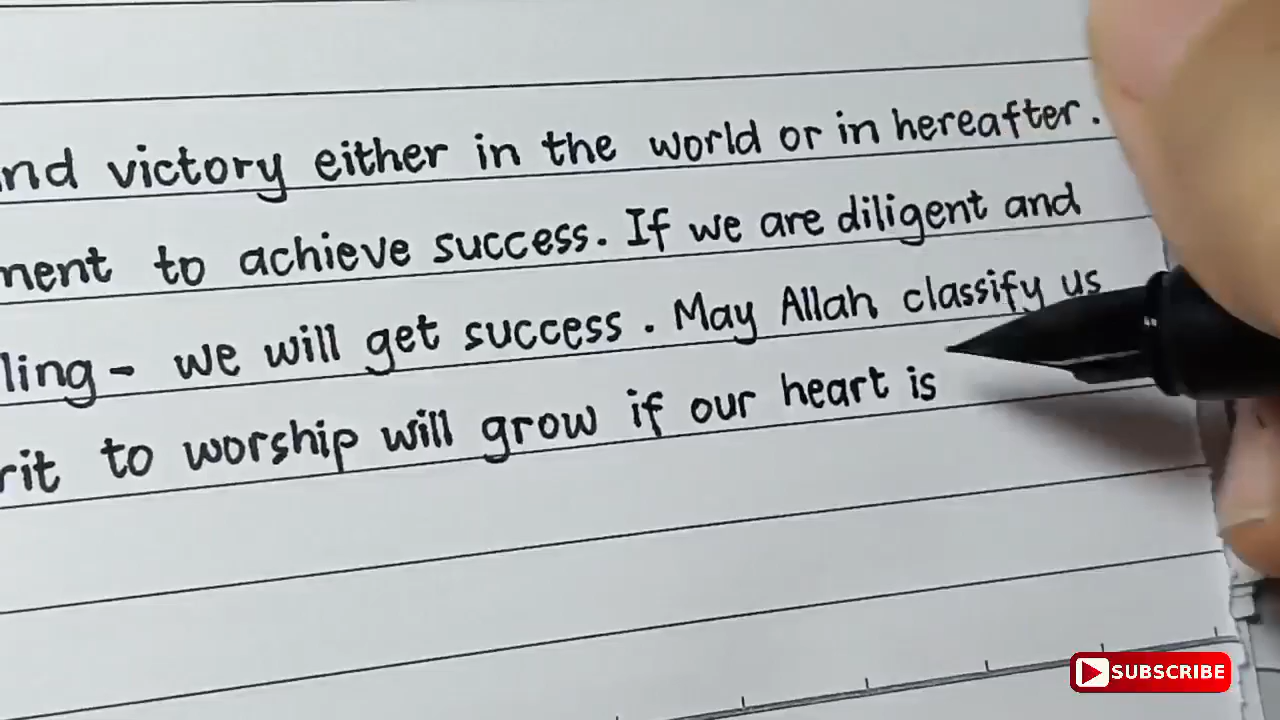 nd victory either in the world or in hereafter.
ment to achieve success. If we are diligent and
ling - we will get success. May Allah classify us
rit to worship will grow if our heart is
SUBSCRIBE